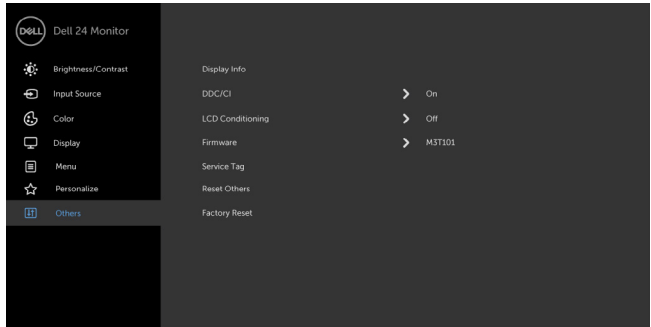 DELL Dell 24 Monitor
Brightness/Contrast
Input Source
Color
Display
Menu
Personalize
Others
Display Info
DDC/CI > On
LCD Conditioning > Off
Firmware > M3T101
Service Tag
Reset Others
Factory Reset